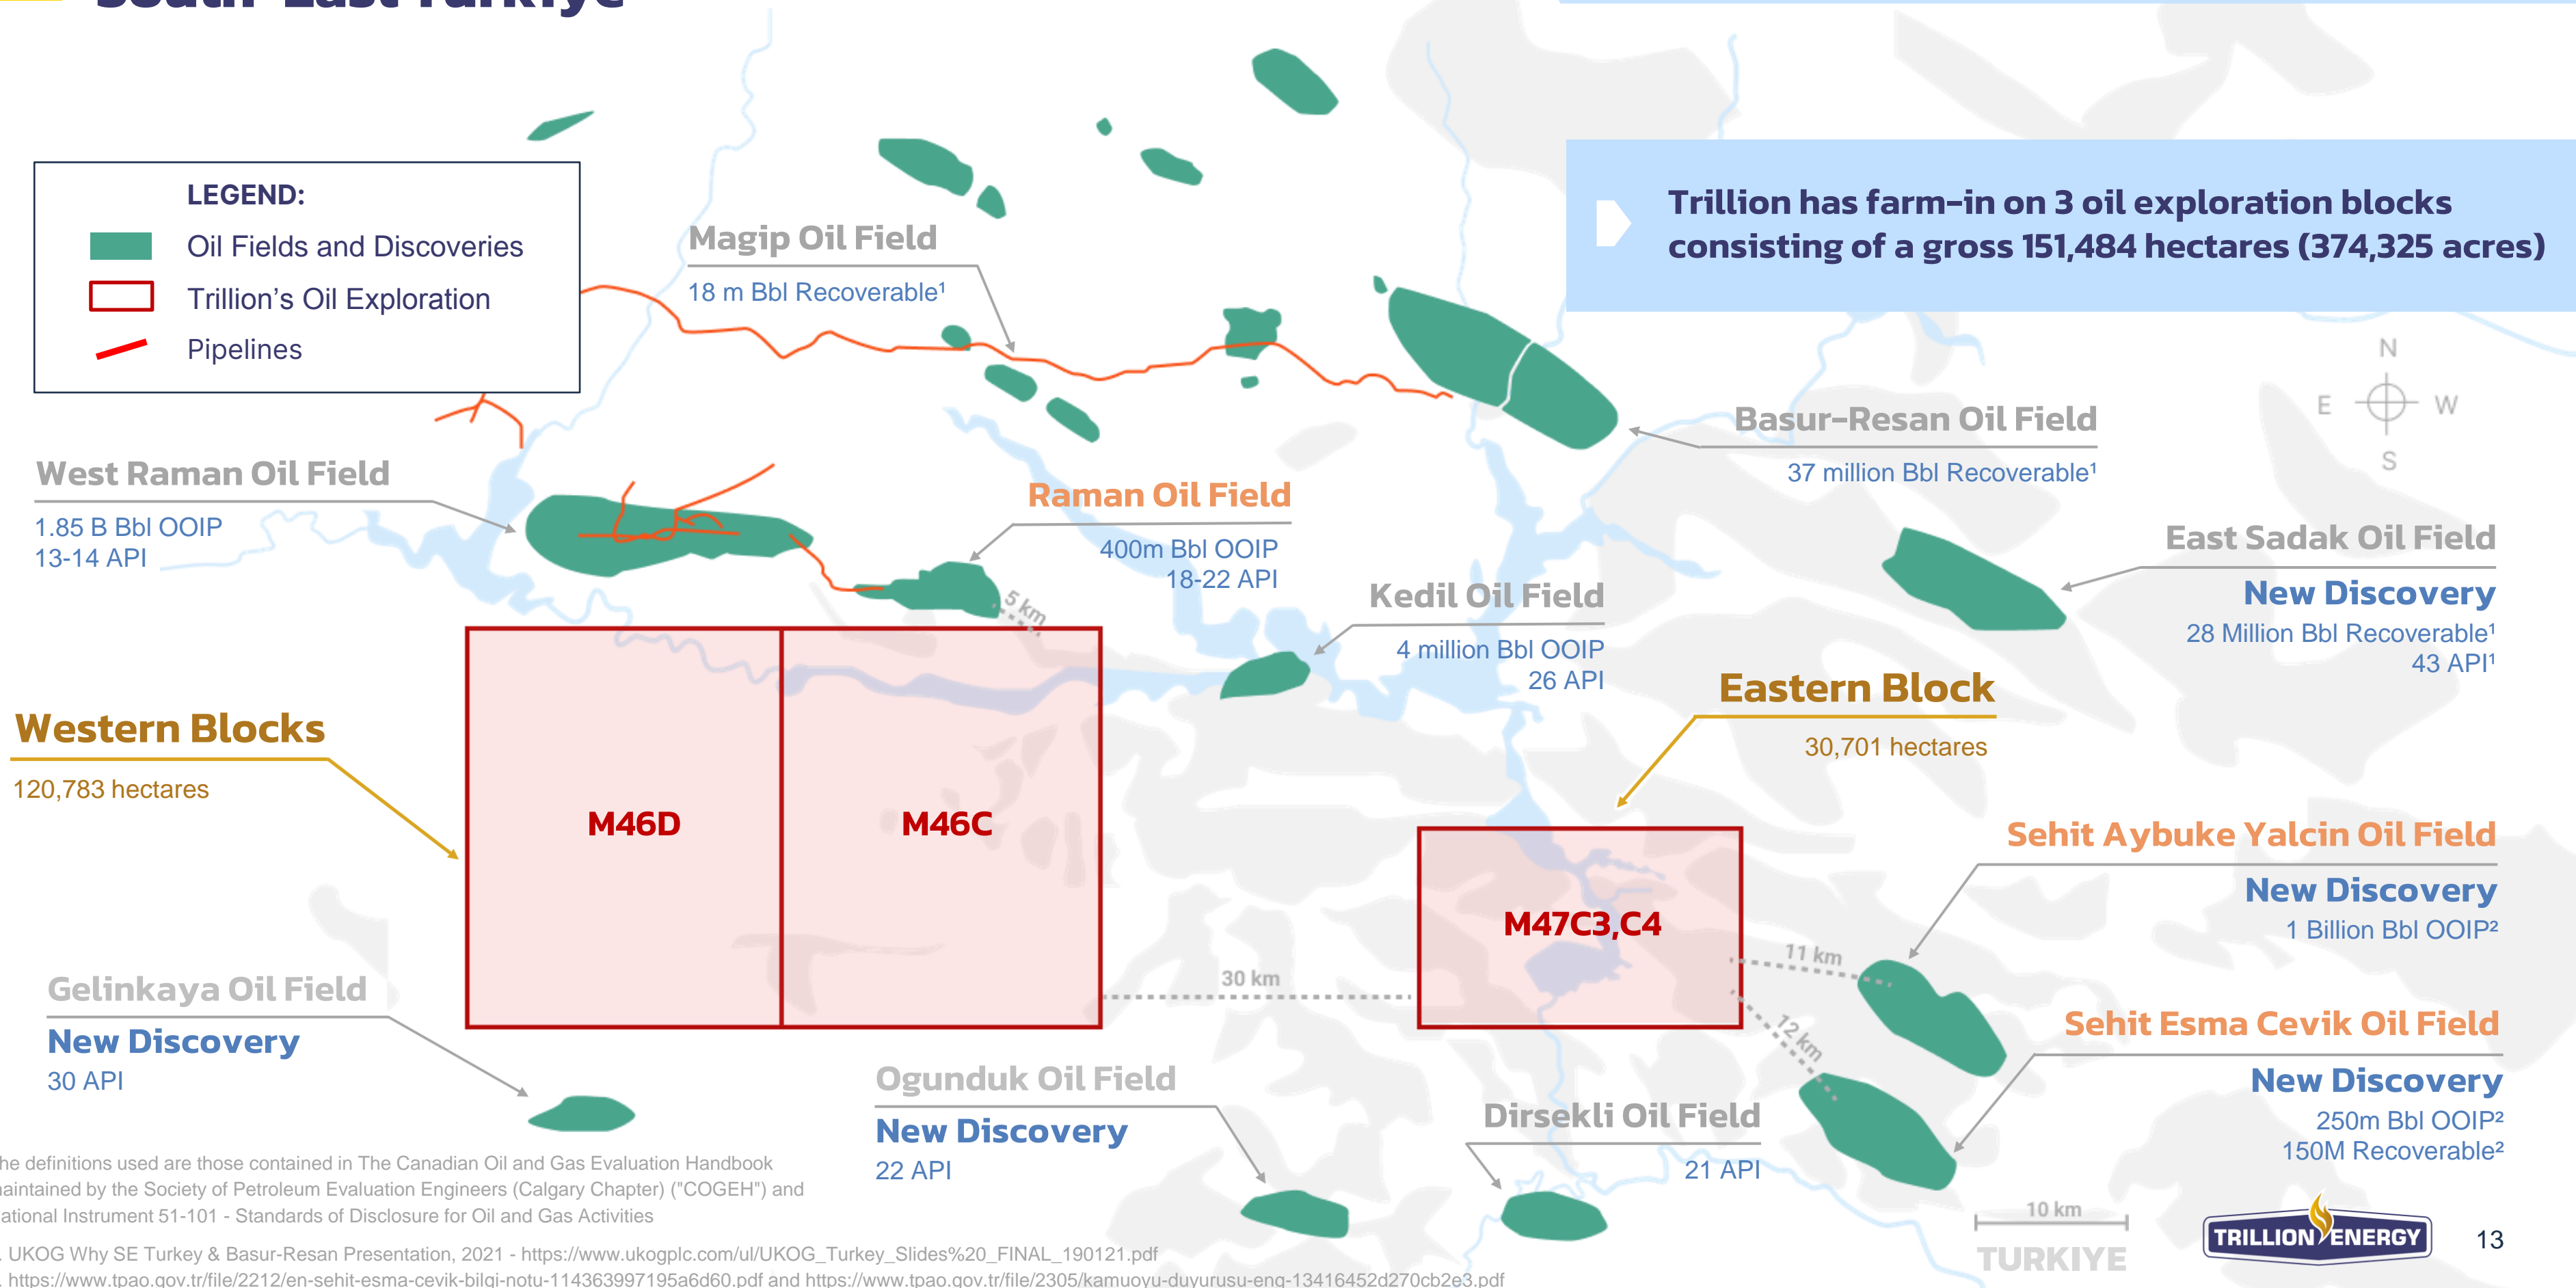 South-East Türkiye
LEGEND:
Oil Fields and Discoveries
Trillion's Oil Exploration
Pipelines
Trillion has farm-in on 3 oil exploration blocks
consisting of a gross 151,484 hectares (374,325 acres)
Magip Oil Field
18 m Bbl Recoverable¹
N
E
W
S
Basur-Resan Oil Field
37 million Bbl Recoverable¹
West Raman Oil Field
1.85 B Bbl OOIP
13-14 API
Raman Oil Field
400m Bbl OOIP
18-22 API
5 km
Kedil Oil Field
4 million Bbl OOIP
26 API
East Sadak Oil Field
New Discovery
28 Million Bbl Recoverable¹
43 API¹
Western Blocks
120,783 hectares
M46D
M46C
Eastern Block
30,701 hectares
M47C3,C4
Sehit Aybuke Yalcin Oil Field
New Discovery
1 Billion Bbl OOIP²
11 km
30 km
12 km
Gelinkaya Oil Field
New Discovery
30 API
Sehit Esma Cevik Oil Field
New Discovery
250m Bbl OOIP²
150M Recoverable²
Ogunduk Oil Field
New Discovery
22 API
Dirsekli Oil Field
21 API
he definitions used are those contained in The Canadian Oil and Gas Evaluation Handbook
aintained by the Society of Petroleum Evaluation Engineers (Calgary Chapter) ("COGEH") and
ational Instrument 51-101 - Standards of Disclosure for Oil and Gas Activities
. UKOG Why SE Turkey & Basur-Resan Presentation, 2021 - https://www.ukogplc.com/ul/UKOG_Turkey_Slides%20_FINAL_190121.pdf
. https://www.tpao.gov.tr/file/2212/en-sehit-esma-cevik-bilgi-notu-114363997195a6d60.pdf and https://www.tpao.gov.tr/file/2305/kamuoyu-duyurusu-eng-13416452d270cb2e3.pdf
10 km
TURKIYE
TRILLION ENERGY
13